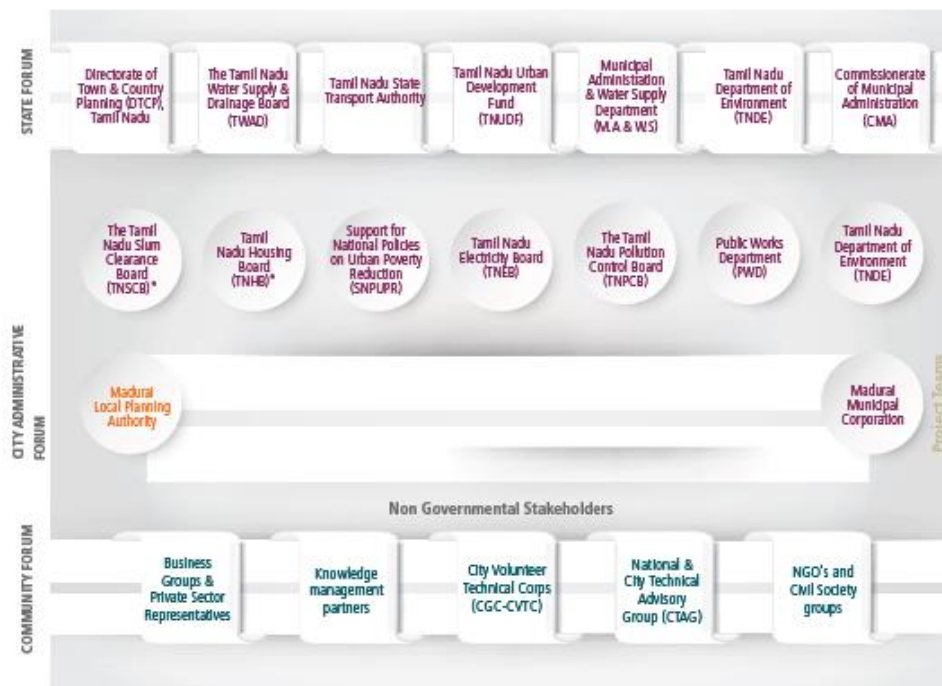 STATE FORUM
Directorate of
Town & Country
Planning (DTCP),
Tamil Nadu
The Tamil Nadu
Water Supply &
Drainage Board
(TWAD)
Tamil Nadu State
Transport Authority
Tamil Nadu Urban
Development
Fund
(TNUDF)
Municipal
Administration
& Water Supply
Department
(M.A & W.S)
Tamil Nadu
Department of
Environment
(TNDE)
Commissionerate
of Municipal
Administration
(CMA)
The Tamil
Nadu Slum
Clearance
Board
(TNSCB)*
Tamil
Nadu Housing
Board
(TNHB)*
Support for
National Policies
on Urban Poverty
Reduction
(SNPUPR)
Tamil Nadu
Electricity Board
(TNEB)
The Tamil
Nadu Pollution
Control Board
(TNPCB)
Public Works
Department
(PWD)
Tamil Nadu
Department of
Environment
(TNDE)
CITY ADMINISTRATIVE
FORUM
Madurai
Local Planning
Authority
Madurai
Municipal
Corporation
Project Teams
Non Governmental Stakeholders
COMMUNITY FORUM
Business
Groups &
Private Sector
Representatives
Knowledge
management
partners
City Volunteer
Technical Corps
(CGC-CVTC)
National &
City Technical
Advisory
Group (CTAG)
NGO's and
Civil Society
groups